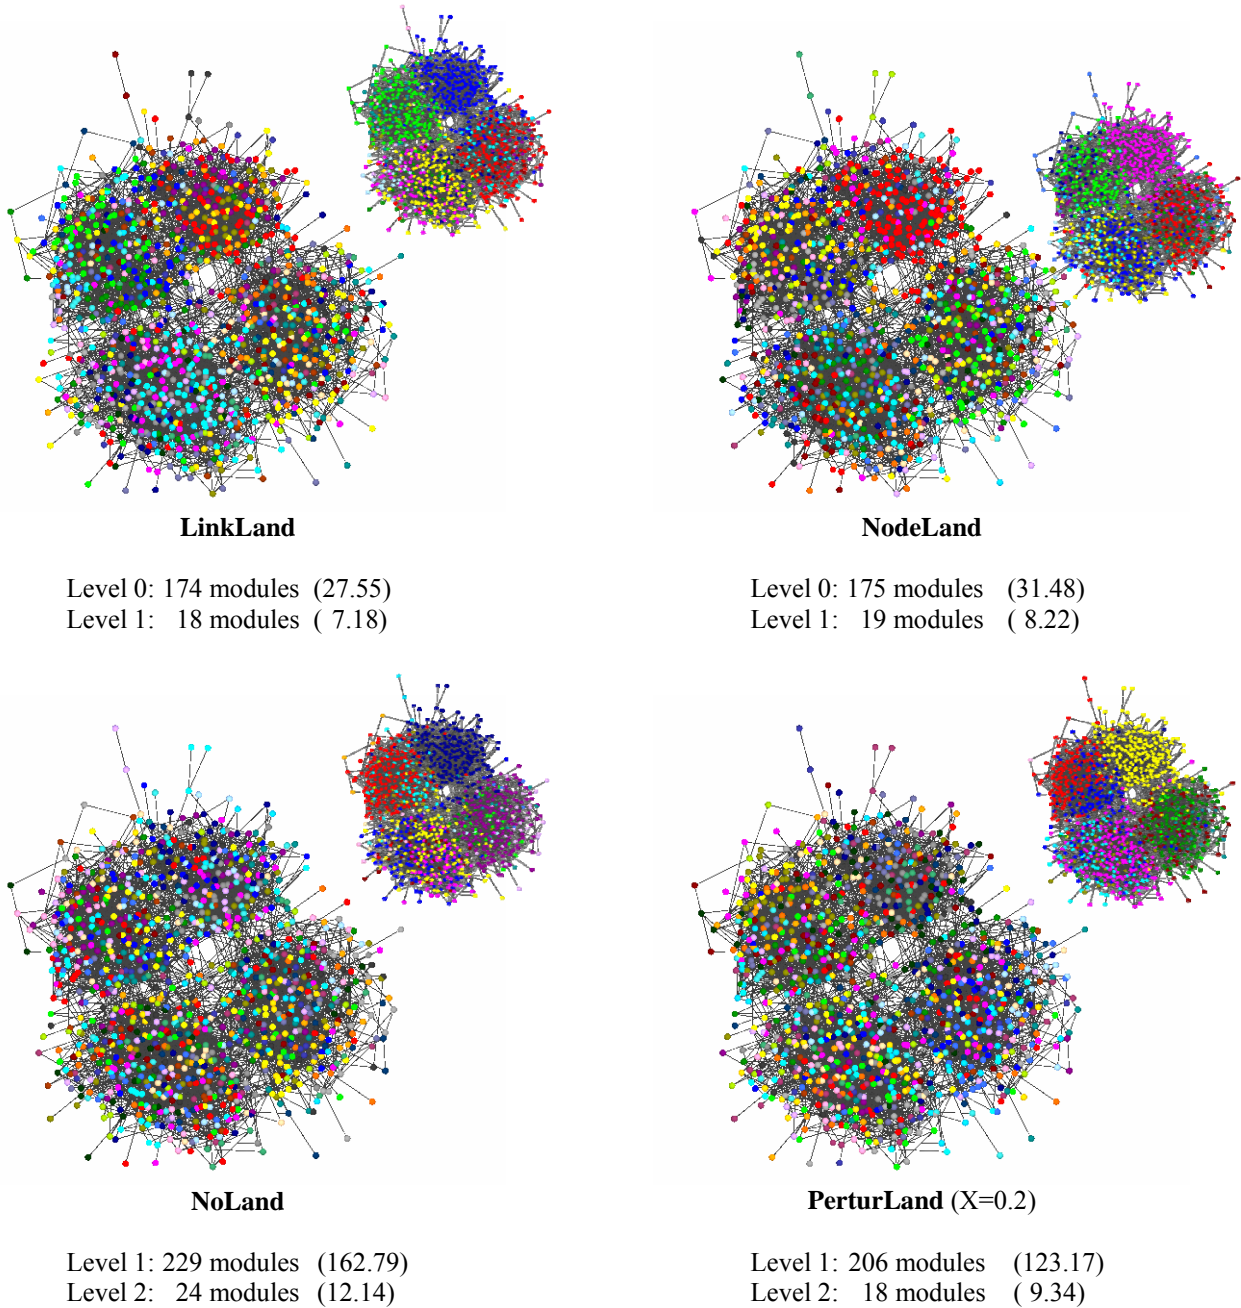 LinkLand
Level 0: 174 modules (27.55)
Level 1: 18 modules ( 7.18)
NodeLand
Level 0: 175 modules (31.48)
Level 1: 19 modules ( 8.22)
NoLand
Level 1: 229 modules (162.79)
Level 2: 24 modules (12.14)
PerturLand (X=0.2)
Level 1: 206 modules (123.17)
Level 2: 18 modules ( 9.34)